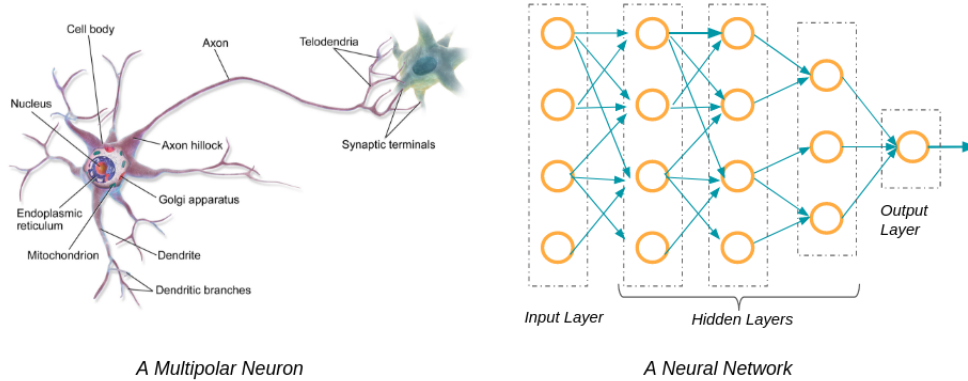 Cell body
Axon
Telodendria
Nucleus
Axon hillock
Synaptic terminals
Golgi apparatus
Endoplasmic
reticulum
Mitochondrion
Dendrite
Dendritic branches
A Multipolar Neuron
Input Layer
Hidden Layers
Output
Layer
A Neural Network